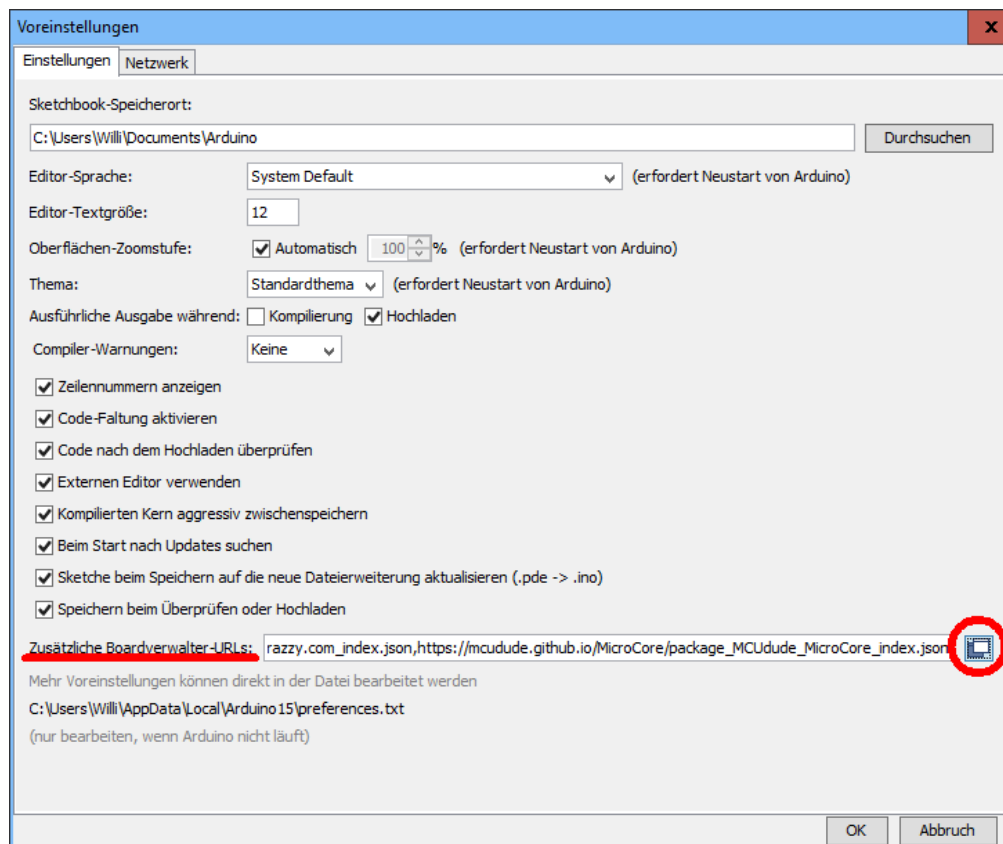 Voreinstellungen
x
Einstellungen Netzwerk
Sketchbook-Speicherort:
C:\Users\Willi\Documents\Arduino Durchsuchen
Editor-Sprache: System Default (erfordert Neustart von Arduino)
Editor-Textgröße: 12
Oberflächen-Zoomstufe: Automatisch 100 % (erfordert Neustart von Arduino)
Thema: Standardthema (erfordert Neustart von Arduino)
Ausführliche Ausgabe während: Kompilierung Hochladen
Compiler-Warnungen: Keine
Zeilennummern anzeigen
Code-Faltung aktivieren
Code nach dem Hochladen überprüfen
Externen Editor verwenden
Kompilierten Kern aggressiv zwischenspeichern
Beim Start nach Updates suchen
Sketche beim Speichern auf die neue Dateierweiterung aktualisieren (.pde -> .ino)
Speichern beim Überprüfen oder Hochladen
Zusätzliche Boardverwalter-URLs: razzy.com_index.json,https://mcudude.github.io/MicroCore/package_MCUdude_MicroCore_index.json
Mehr Voreinstellungen können direkt in der Datei bearbeitet werden
C:\Users\Willi\AppData\Local\Arduino15\preferences.txt
(nur bearbeiten, wenn Arduino nicht läuft)
OK Abbruch